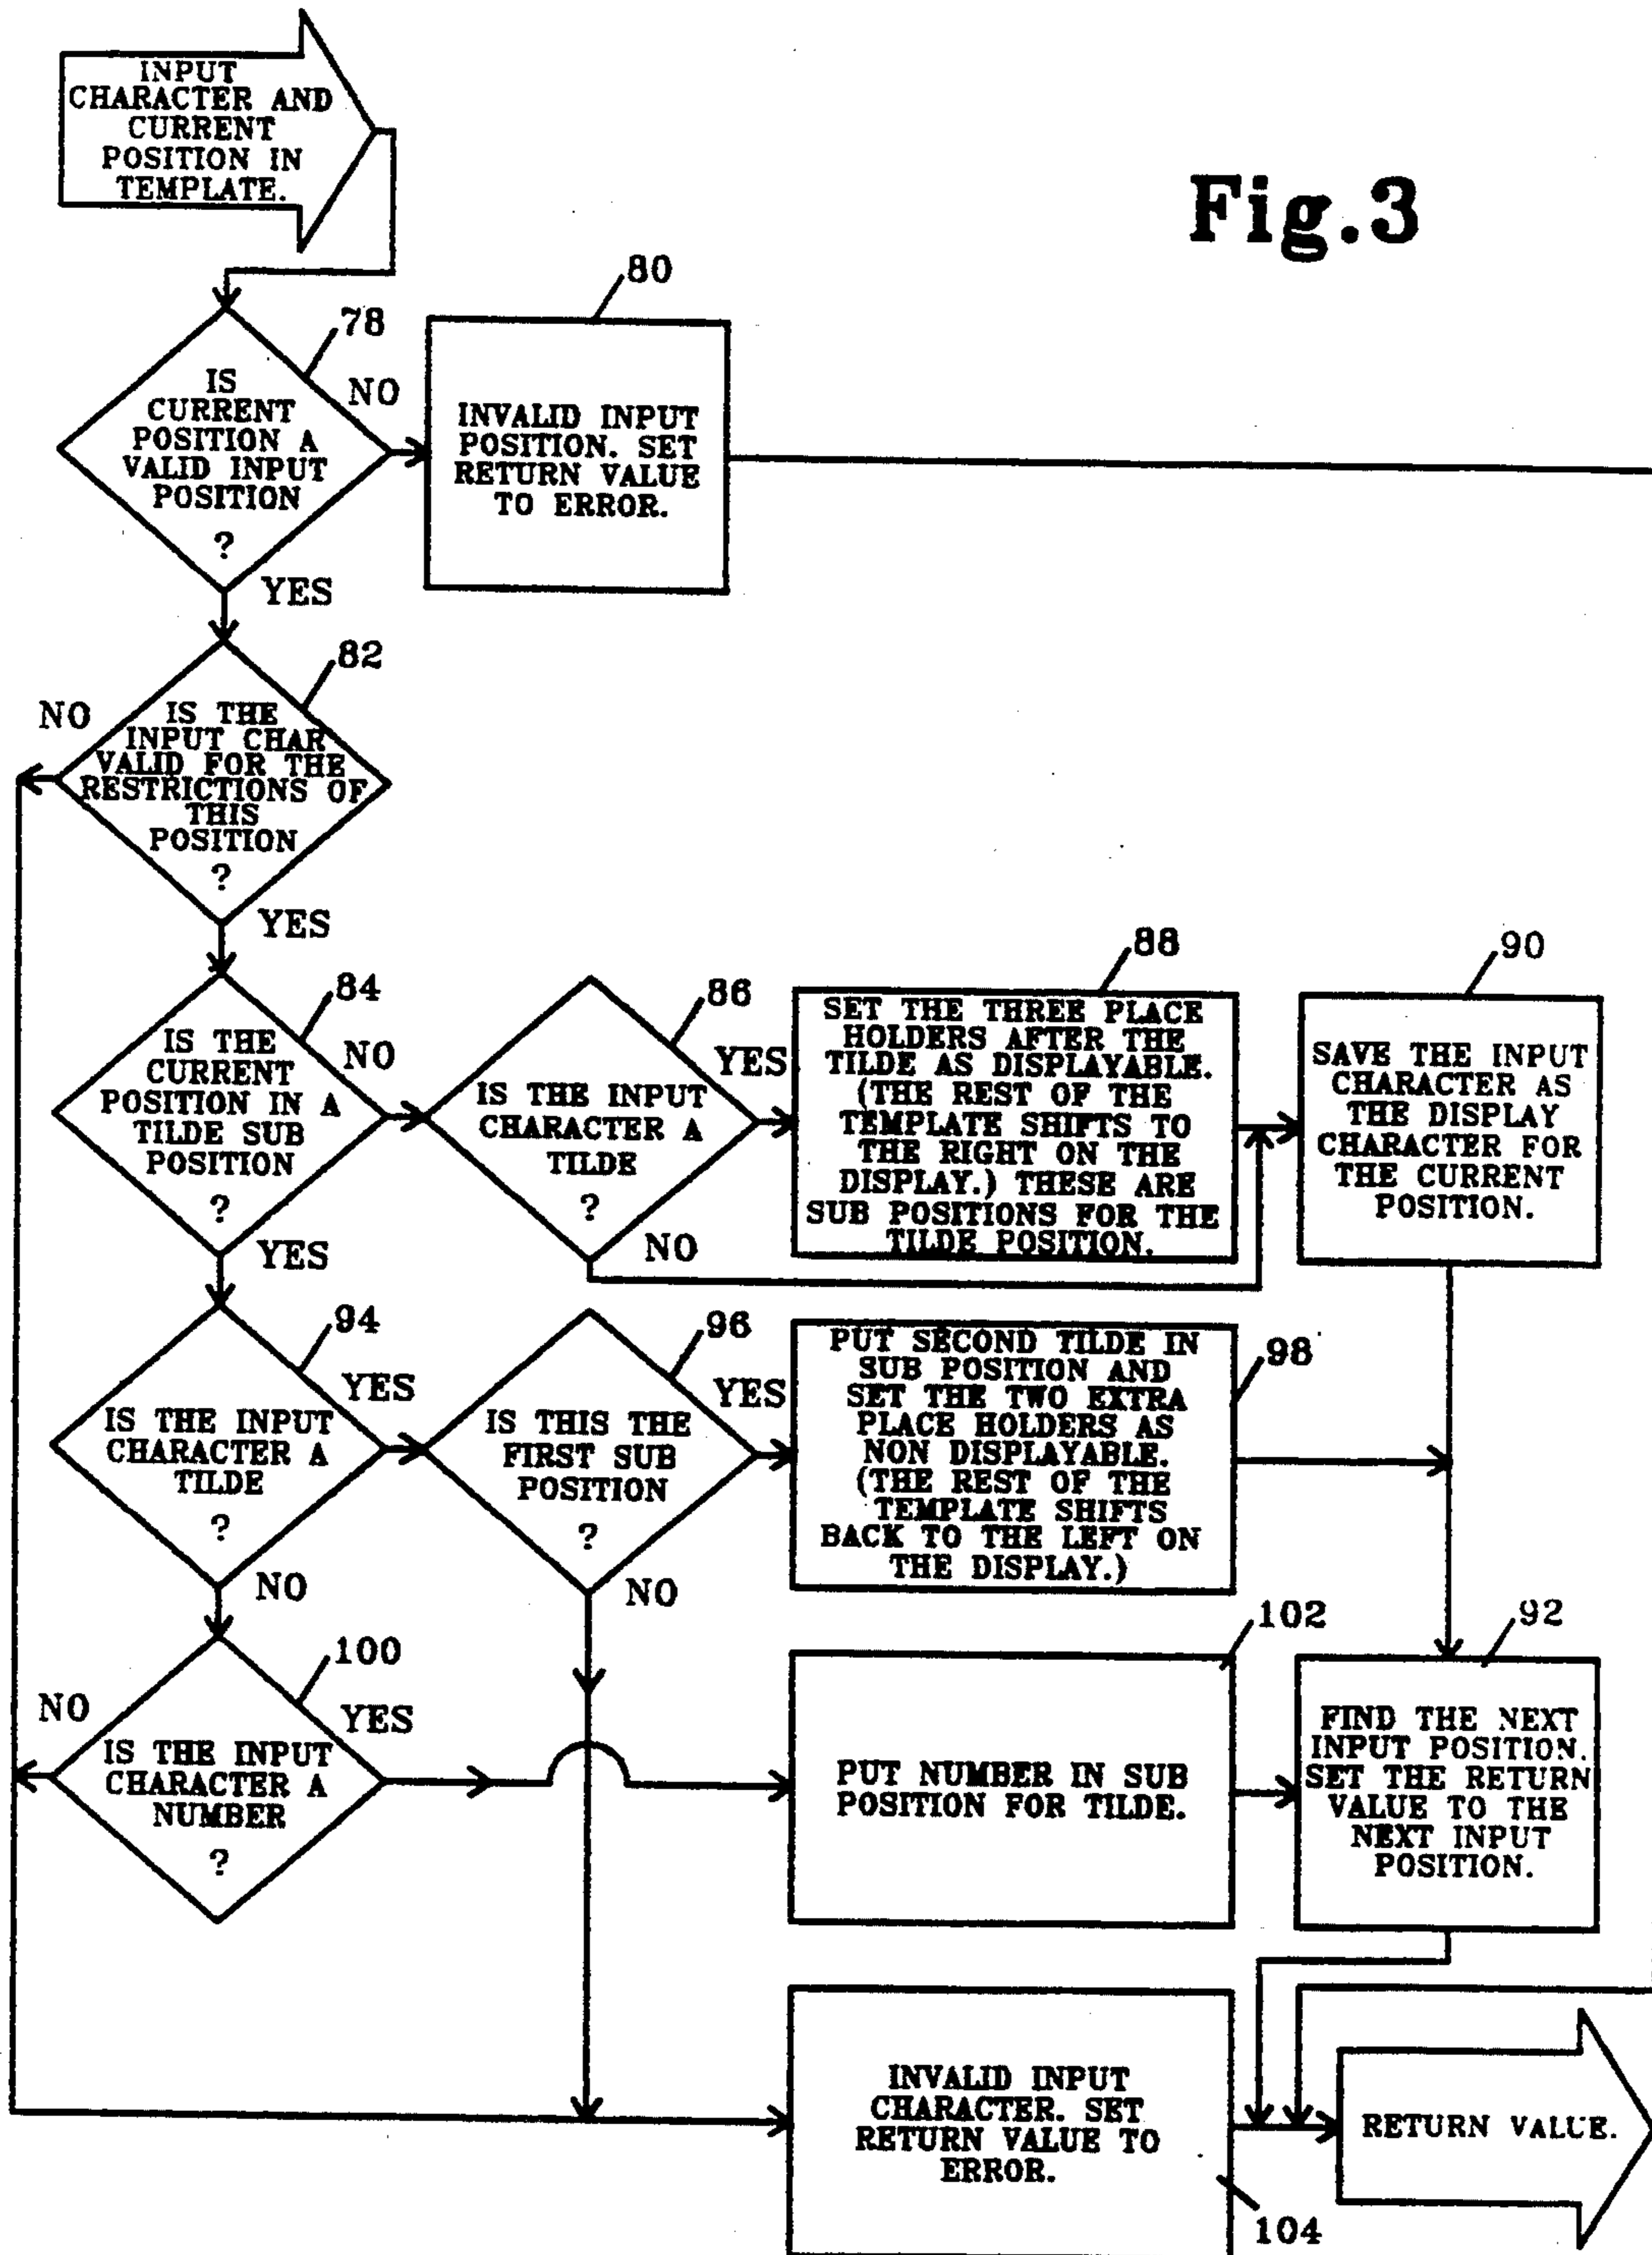 INPUT
CHARACTER AND
CURRENT
POSITION IN
TEMPLATE.
Fig.3
80
78
IS
CURRENT
POSITION A
VALID INPUT
POSITION
?
NO
INVALID INPUT
POSITION. SET
RETURN VALUE
TO ERROR.
YES
82
NO
IS THE
INPUT CHAR
VALID FOR THE
RESTRICTIONS OF
THIS
POSITION
?
YES
84
IS THE
CURRENT
POSITION IN A
TILDE SUB
POSITION
?
NO
YES
86
IS THE INPUT
CHARACTER A
TILDE
?
YES
NO
88
SET THE THREE PLACE
HOLDERS AFTER THE
TILDE AS DISPLAYABLE.
(THE REST OF THE
TEMPLATE SHIFTS TO
THE RIGHT ON THE
DISPLAY.) THESE ARE
SUB POSITIONS FOR THE
TILDE POSITION.
90
SAVE THE INPUT
CHARACTER AS
THE DISPLAY
CHARACTER FOR
THE CURRENT
POSITION.
94
IS THE INPUT
CHARACTER A
TILDE
?
YES
NO
96
IS THIS THE
FIRST SUB
POSITION
?
YES
NO
98
PUT SECOND TILDE IN
SUB POSITION AND
SET THE TWO EXTRA
PLACE HOLDERS AS
NON DISPLAYABLE.
(THE REST OF THE
TEMPLATE SHIFTS
BACK TO THE LEFT ON
THE DISPLAY.)
100
NO
IS THE INPUT
CHARACTER A
NUMBER
?
YES
102
PUT NUMBER IN SUB
POSITION FOR TILDE.
92
FIND THE NEXT
INPUT POSITION.
SET THE RETURN
VALUE TO THE
NEXT INPUT
POSITION.
INVALID INPUT
CHARACTER. SET
RETURN VALUE TO
ERROR.
104
RETURN VALUE.